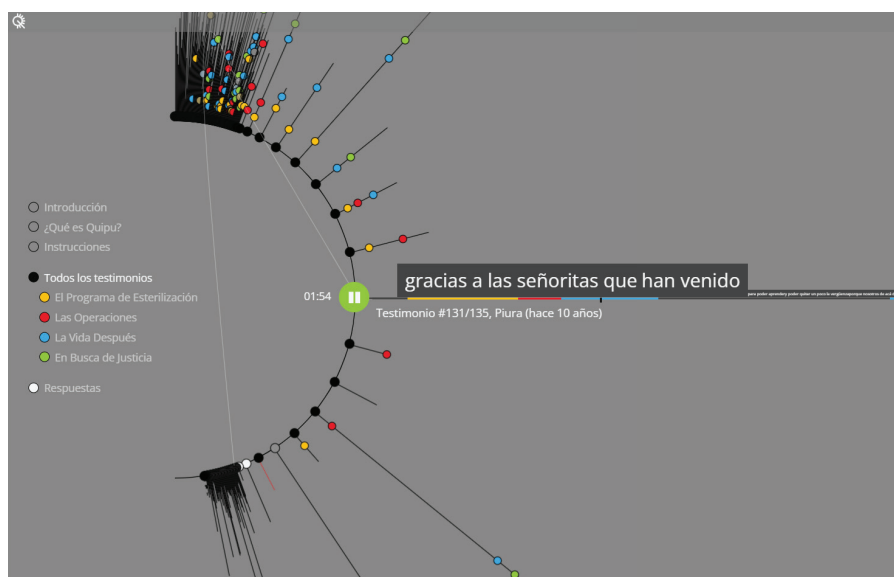 Introducción
¿Qué es Quipu?
Instrucciones
Todos los testimonios
El Programa de Esterilización
Las Operaciones
La Vida Después
En Busca de Justicia
Respuestas
01:54
gracias a las señoritas que han venido
Testimonio #131/135, Piura (hace 10 años)